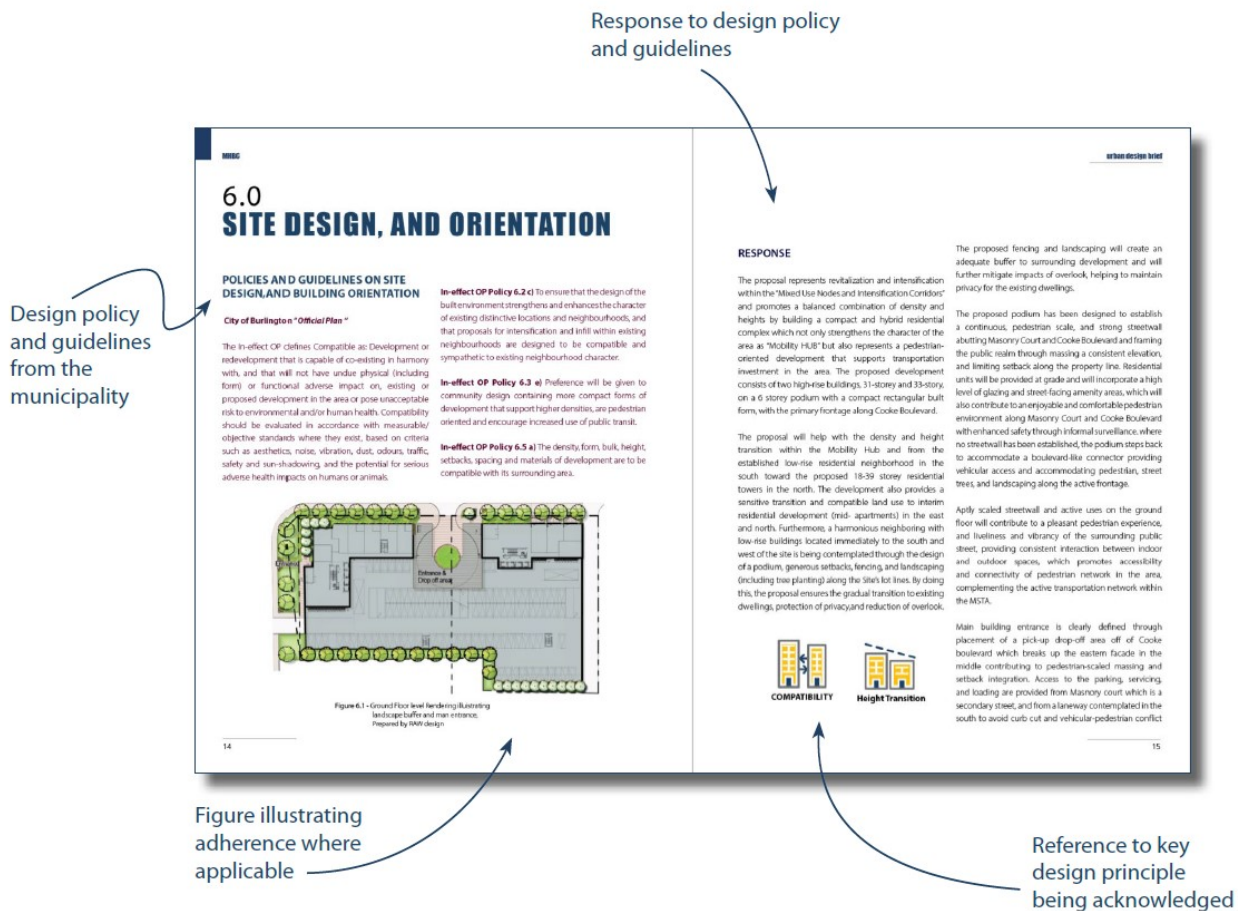 Response to design policy
and guidelines
Design policy
and guidelines
from the
municipality
MHBC
6.0
SITE DESIGN, AND ORIENTATION
POLICIES AND GUIDELINES ON SITE
DESIGN,AND BUILDING ORIENTATION
City of Burlington "Official Plan "
The In-effect OP defines Compatible as: Development or
redevelopment that is capable of co-existing in harmony
with, and that will not have undue physical (including
form) or functional adverse impact on, existing or
proposed development in the area or pose unacceptable
risk to environmental and/or human health. Compatibility
should be evaluated in accordance with measurable/
objective standards where they exist, based on criteria
such as aesthetics, noise, vibration, dust, odours, traffic,
safety and sun-shadowing, and the potential for serious
adverse health impacts on humans or animals.
In-effect OP Policy 6.2 c) To ensure that the design of the
built environment strengthens and enhances the character
of existing distinctive locations and neighbourhoods, and
that proposals for intensification and infill within existing
neighbourhoods are designed to be compatible and
sympathetic to existing neighbourhood character.
In-effect OP Policy 6.3 e) Preference will be given to
community design containing more compact forms of
development that support higher densities, are pedestrian
oriented and encourage increased use of public transit.
In-effect OP Policy 6.5 a) The density, form, bulk, height,
setbacks, spacing and materials of development are to be
compatible with its surrounding area.
Entrance &
Drop off area
Figure 6.1 - Ground Floor level Rendering illustrating
landscape buffer and man entrance,
Prepared by RAW design
14
urban design brief
RESPONSE
The proposal represents revitalization and intensification
within the "Mixed Use Nodes and Intensification Corridors"
and promotes a balanced combination of density and
heights by building a compact and hybrid residential
complex which not only strengthens the character of the
area as "Mobility HUB" but also represents a pedestrian-
oriented development that supports transportation
investment in the area. The proposed development
consists of two high-rise buildings, 31-storey and 33-story,
on a 6 storey podium with a compact rectangular built
form, with the primary frontage along Cooke Boulevard.
The proposal will help with the density and height
transition within the Mobility Hub and from the
established low-rise residential neighborhood in the
south toward the proposed 18-39 storey residential
towers in the north. The development also provides a
sensitive transition and compatible land use to interim
residential development (mid- apartments) in the east
and north. Furthermore, a harmonious neighboring with
low-rise buildings located immediately to the south and
west of the site is being contemplated through the design
of a podium, generous setbacks, fencing, and landscaping
(including tree planting) along the Site's lot lines. By doing
this, the proposal ensures the gradual transition to existing
dwellings, protection of privacy,and reduction of overlook.
COMPATIBILITY
Height Transition
The proposed fencing and landscaping will create an
adequate buffer to surrounding development and will
further mitigate impacts of overlook, helping to maintain
privacy for the existing dwellings.
The proposed podium has been designed to establish
a continuous, pedestrian scale, and strong streetwall
abutting Masonry Court and Cooke Boulevard and framing
the public realm through massing a consistent elevation,
and limiting setback along the property line. Residential
units will be provided at grade and will incorporate a high
level of glazing and street-facing amenity areas, which will
also contribute to an enjoyable and comfortable pedestrian
environment along Masonry Court and Cooke Boulevard
with enhanced safety through informal surveillance. where
no streetwall has been established, the podium steps back
to accommodate a boulevard-like connector providing
vehicular access and accommodating pedestrian, street
trees, and landscaping along the active frontage.
Aptly scaled streetwall and active uses on the ground
floor will contribute to a pleasant pedestrian experience,
and liveliness and vibrancy of the surrounding public
street, providing consistent interaction between indoor
and outdoor spaces, which promotes accessibility
and connectivity of pedestrian network in the area,
complementing the active transportation network within
the MSTA.
Main building entrance is clearly defined through
placement of a pick-up drop-off area off of Cooke
boulevard which breaks up the eastern facade in the
middle contributing to pedestrian-scaled massing and
setback integration. Access to the parking, servicing,
and loading are provided from Masnory court which is a
secondary street, and from a laneway contemplated in the
south to avoid curb cut and vehicular-pedestrian conflict
15
Figure illustrating
adherence where
applicable
Reference to key
design principle
being acknowledged